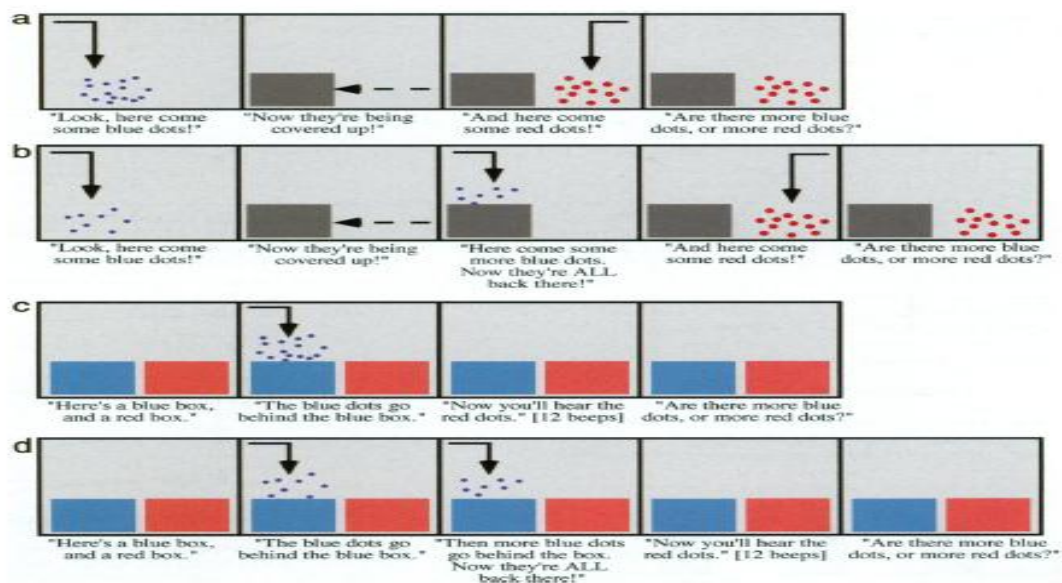 a
"Look, here come
some blue dots!"
"Now they're being
covered up!"
"And here come
some red dots!"
"Are there more blue
dots, or more red dots?"
b
"Look, here come
some blue dots!"
"Now they're being
covered up!"
"Here come some
more blue dots.
Now they're ALL
back there!"
"And here come
some red dots!"
"Are there more blue
dots, or more red dots?"
c
"Here's a blue box,
and a red box."
"The blue dots go
behind the blue box."
"Now you'll hear the
red dots." [12 beeps]
"Are there more blue
dots, or more red dots?"
d
"Here's a blue box,
and a red box."
"The blue dots go
behind the blue box."
"Then more blue dots
go behind the box.
Now they're ALL
back there!"
"Now you'll hear the
red dots." [12 beeps]
"Are there more blue
dots, or more red dots?"